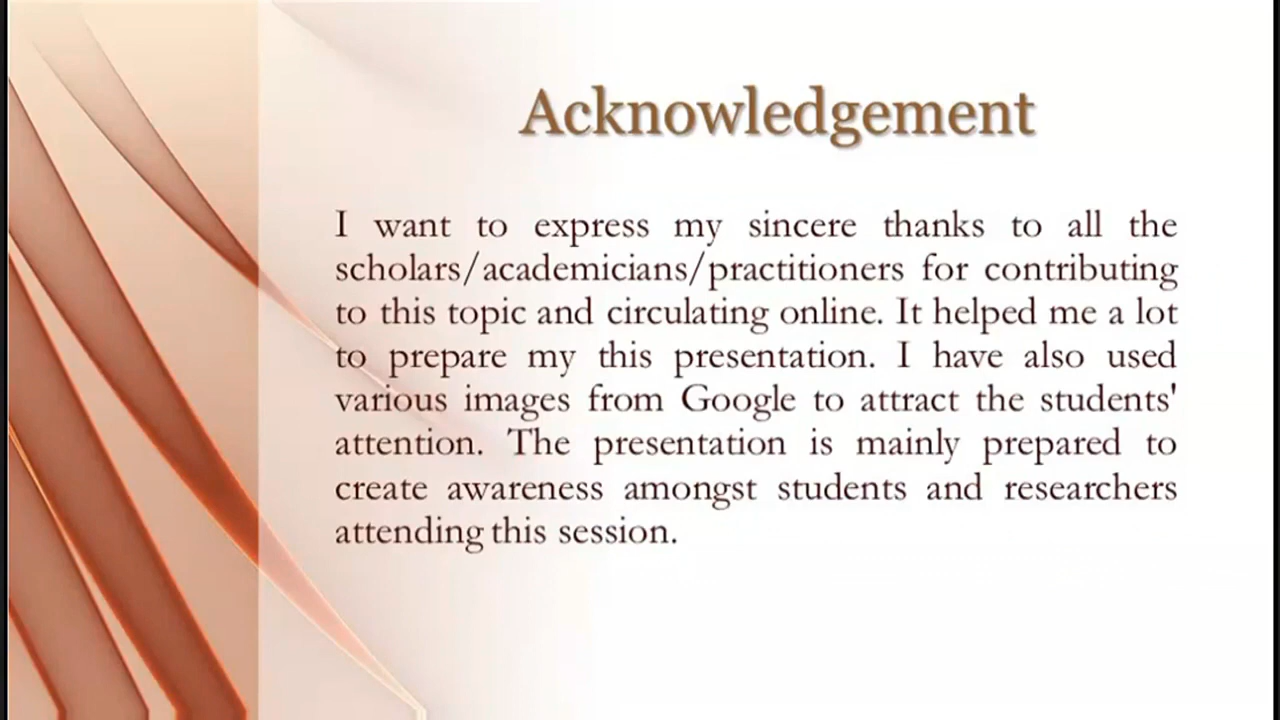 Acknowledgement
I want to express my sincere thanks to all the
scholars/academicians/practitioners for contributing
to this topic and circulating online. It helped me a lot
to prepare my this presentation. I have also used
various images from Google to attract the students'
attention. The presentation is mainly prepared to
create awareness amongst students and researchers
attending this session.